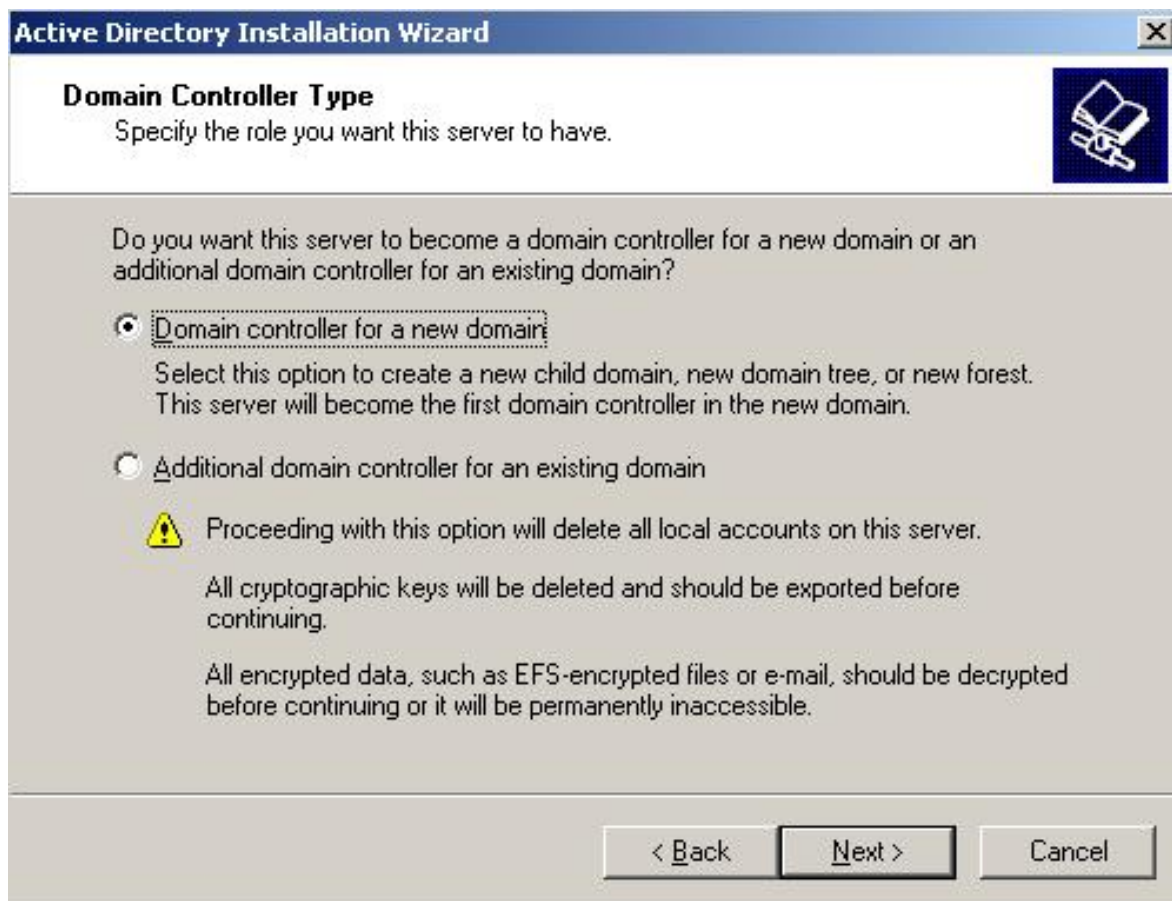 Active Directory Installation Wizard
Domain Controller Type
Specify the role you want this server to have.
Do you want this server to become a domain controller for a new domain or an
additional domain controller for an existing domain?
Domain controller for a new domain
Select this option to create a new child domain, new domain tree, or new forest.
This server will become the first domain controller in the new domain.
Additional domain controller for an existing domain
Proceeding with this option will delete all local accounts on this server.
All cryptographic keys will be deleted and should be exported before
continuing.
All encrypted data, such as EFS-encrypted files or e-mail, should be decrypted
before continuing or it will be permanently inaccessible.
< Back Next > Cancel